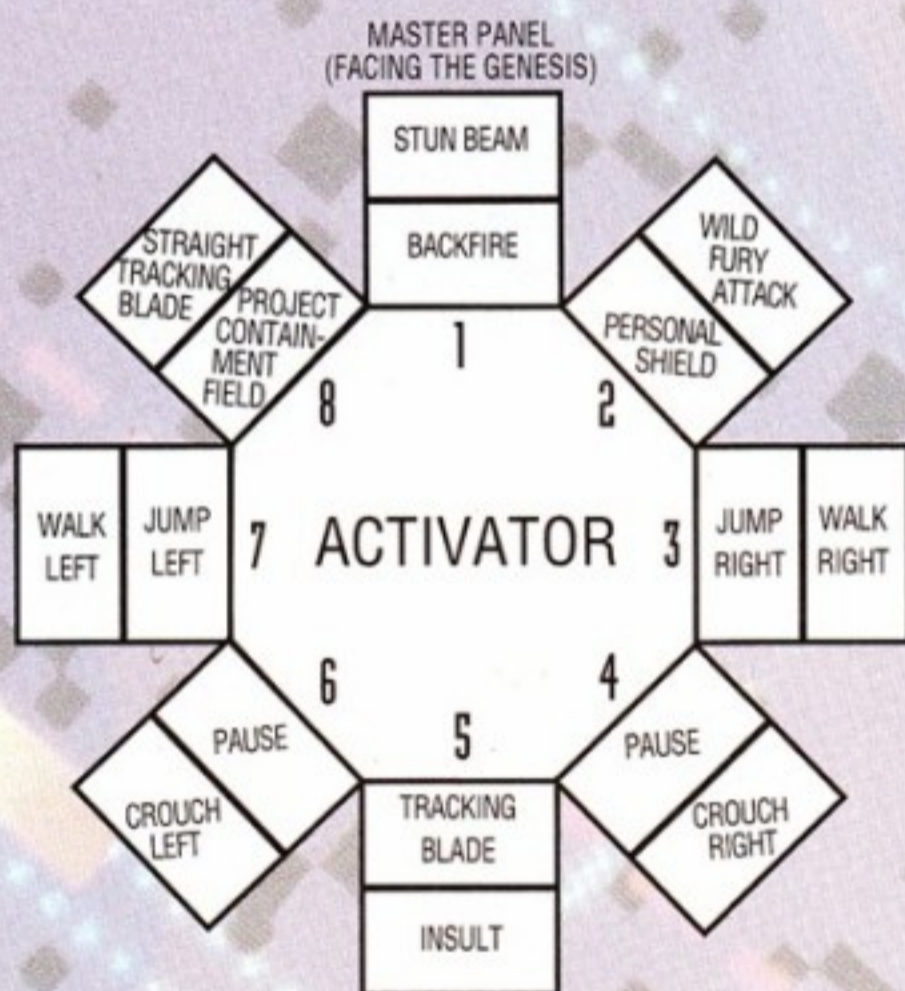 MASTER PANEL
(FACING THE GENESIS)
STUN BEAM
BACKFIRE
1
WILD
FURY
ATTACK
PERSONAL
SHIELD
2
STRAIGHT
TRACKING
BLADE
PROJECT
CONTAIN-
MENT
FIELD
8
WALK
LEFT
JUMP
LEFT
7
ACTIVATOR
3
JUMP
RIGHT
WALK
RIGHT
6
PAUSE
CROUCH
LEFT
5
TRACKING
BLADE
INSULT
4
PAUSE
CROUCH
RIGHT